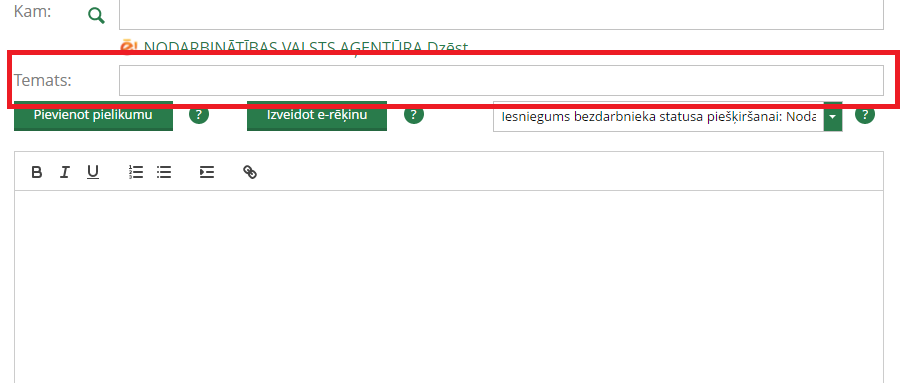 Kam:
NODARBINĀTĪBAS VALSTS AĢENTŪRA Dzēst
Temats:
Pievienot pielikumu ? Izveidot e-rēķinu ? Iesniegums bezdarbnieka statusa piešķiršanai: Noda ?
B I U